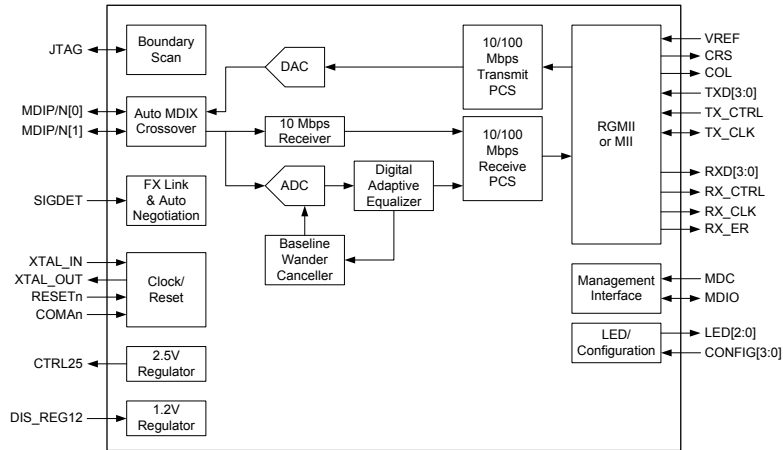 JTAG
Boundary
Scan
MDIP/N[0]
MDIP/N[1]
Auto MDIX
Crossover
SIGDET
FX Link
& Auto
Negotiation
XTAL_IN
XTAL_OUT
RESETn
COMAn
Clock/
Reset
CTRL25
2.5V
Regulator
DIS_REG12
1.2V
Regulator
DAC
10 Mbps
Receiver
ADC
Digital
Adaptive
Equalizer
Baseline
Wander
Canceller
10/100
Mbps
Transmit
PCS
10/100
Mbps
Receive
PCS
RGMII
or MII
Management
Interface
LED/
Configuration
VREF
CRS
COL
TXD[3:0]
TX_CTRL
TX_CLK
RXD[3:0]
RX_CTRL
RX_CLK
RX_ER
MDC
MDIO
LED[2:0]
CONFIG[3:0]